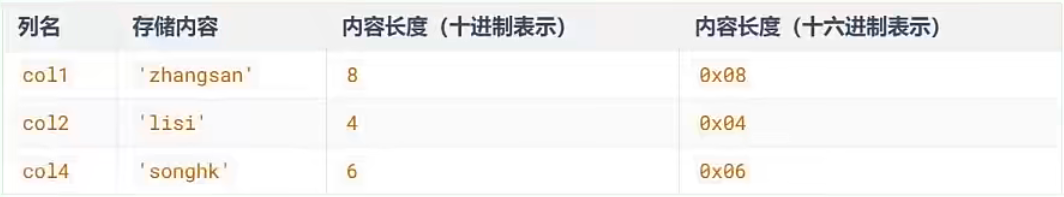 列名 存储内容 内容长度（十进制表示） 内容长度（十六进制表示）
col1 'zhangsan' 8 0x08
col2 'lisi' 4 0x04
col4 'songhk' 6 0x06